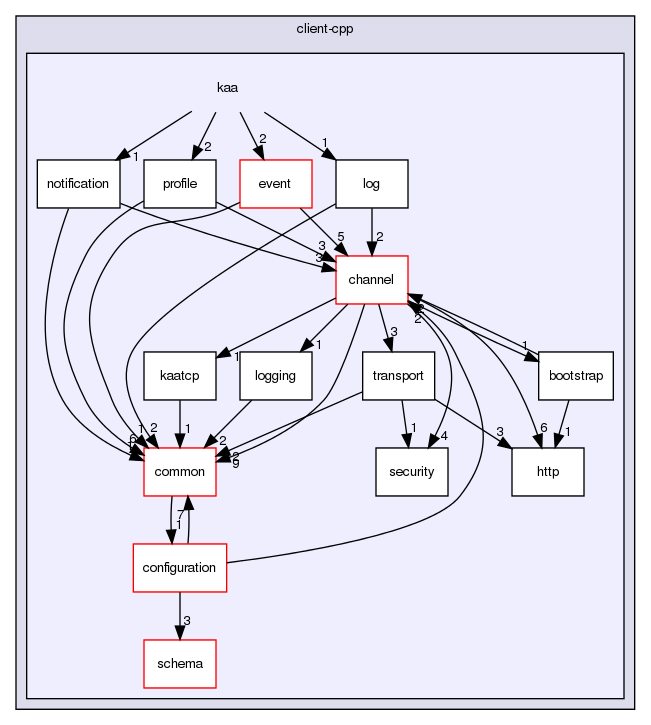 client-cpp
kaa
1
2
2
1
notification
profile
event
log
3
3
5
2
channel
2
2
1
1
3
1
kaatcp
logging
transport
bootstrap
6
1
2
1
2
9
1
4
3
6
1
common
security
http
7
1
configuration
3
schema